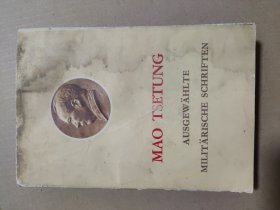 MAO TSETUNG
AUSGEWÄHLTE
MILITÄRISCHE SCHRIFTEN